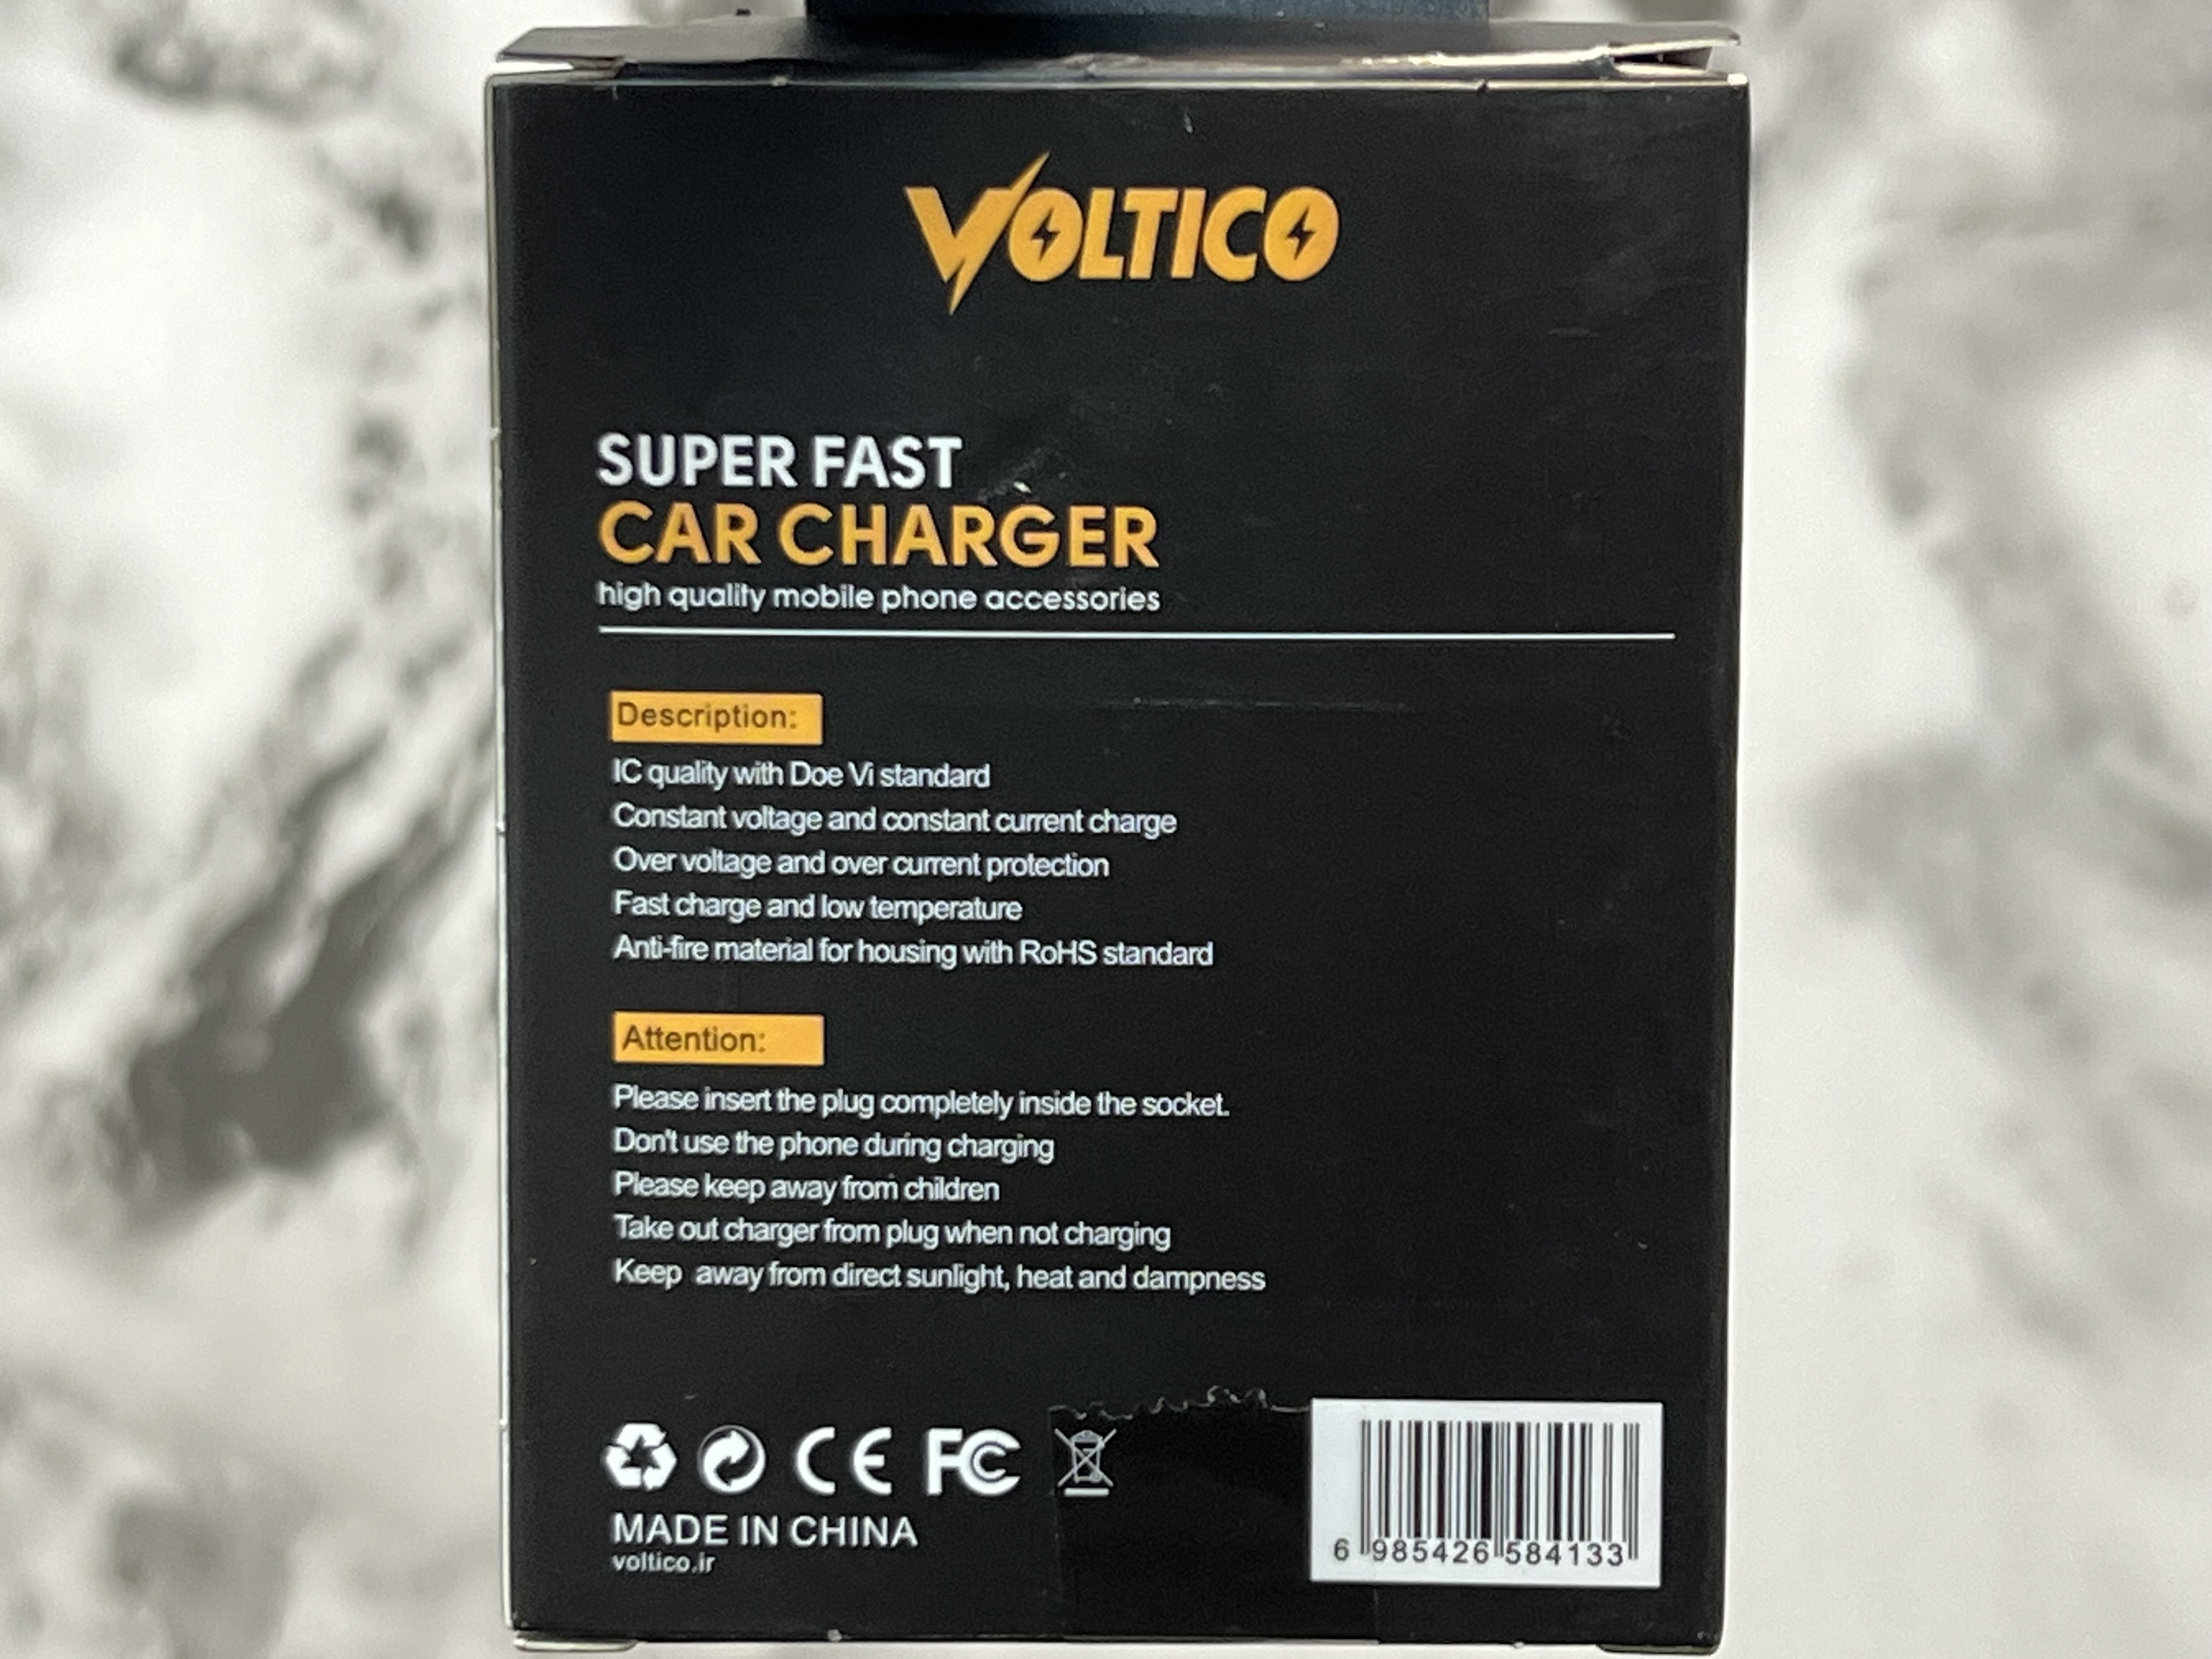 VOLTICO
SUPER FAST
CAR CHARGER
high quality mobile phone accessories
Description:
IC quality with Doe Vi standard
Constant voltage and constant current charge
Over voltage and over current protection
Fast charge and low temperature
Anti-fire material for housing with RoHS standard
Attention:
Please insert the plug completely inside the socket.
Don't use the phone during charging
Please keep away from children
Take out charger from plug when not charging
Keep away from direct sunlight, heat and dampness
CE FC
MADE IN CHINA
voltico.ir
6 985426 584133